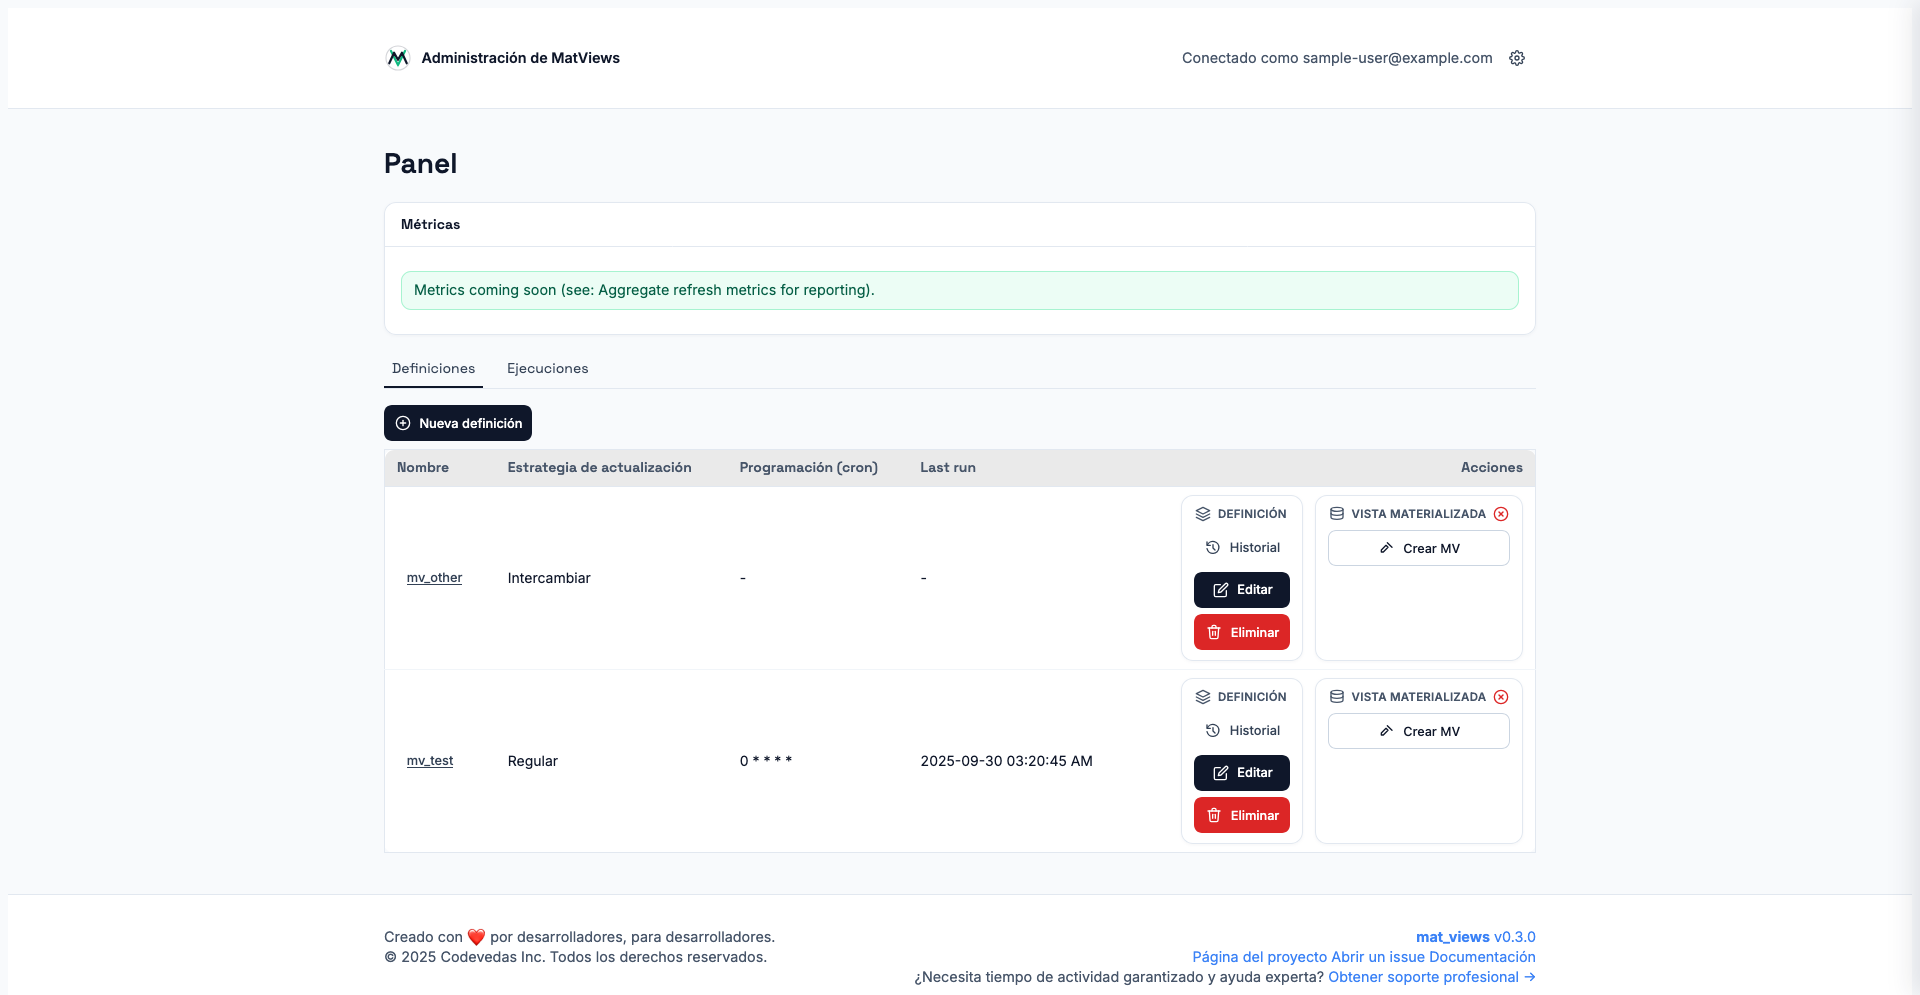 Administración de MatViews
Conectado como sample-user@example.com
Panel
Métricas
Metrics coming soon (see: Aggregate refresh metrics for reporting).
Definiciones Ejecuciones
Nueva definición
Nombre Estrategia de actualización Programación (cron) Last run Acciones
DEFINICIÓN VISTA MATERIALIZADA
Historial Crear MV
mv_other Intercambiar - -
Editar
Eliminar
DEFINICIÓN VISTA MATERIALIZADA
Historial Crear MV
mv_test Regular 0 * * * * 2025-09-30 03:20:45 AM
Editar
Eliminar
Creado con ❤️ por desarrolladores, para desarrolladores.
© 2025 Codevedas Inc. Todos los derechos reservados.
mat_views v0.3.0
Página del proyecto Abrir un issue Documentación
¿Necesita tiempo de actividad garantizado y ayuda experta? Obtener soporte profesional →